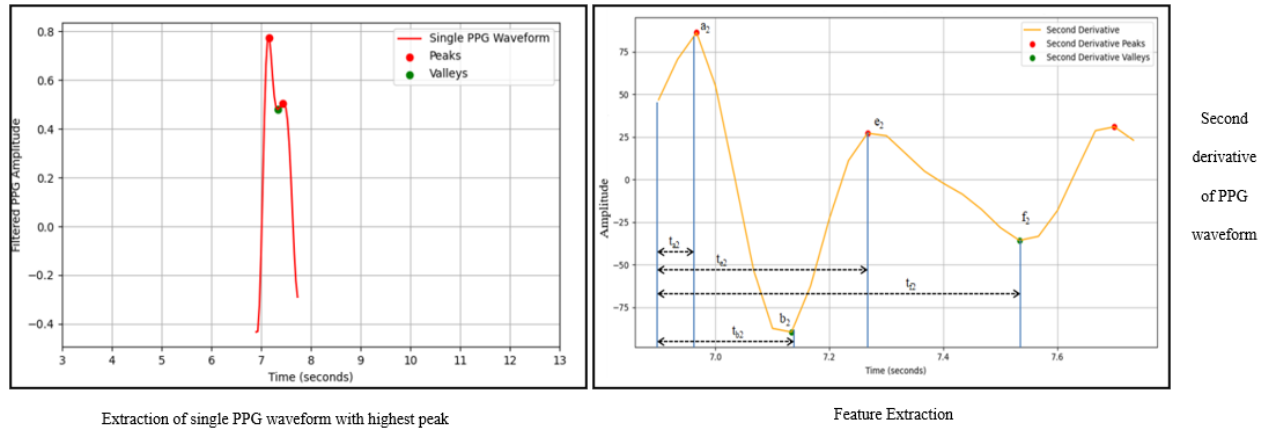 0.8
0.6
0.4
0.2
0.0
−0.2
−0.4
Filtered PPG Amplitude
Single PPG Waveform
Peaks
Valleys
3 4 5 6 7 8 9 10 11 12 13
Time (seconds)
Extraction of single PPG waveform with highest peak
75
50
25
0
−25
−50
−75
Amplitude
a₂
e₂
f₂
b₂
tₐ₂
tₑ₂
t_f2
t_b2
Second Derivative
Second Derivative Peaks
Second Derivative Valleys
7.0 7.2 7.4 7.6
Time (seconds)
Feature Extraction
Second
derivative
of PPG
waveform